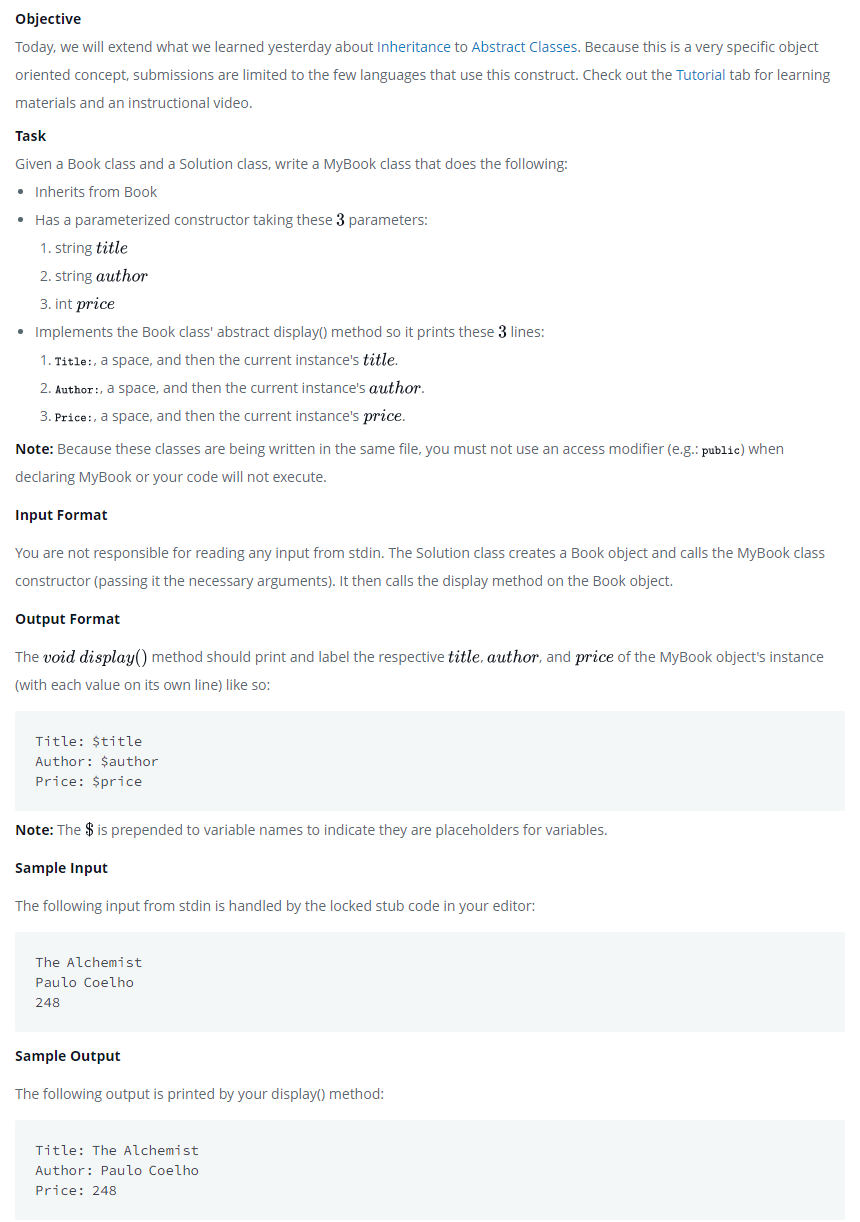 Objective
Today, we will extend what we learned yesterday about Inheritance to Abstract Classes. Because this is a very specific object
oriented concept, submissions are limited to the few languages that use this construct. Check out the Tutorial tab for learning
materials and an instructional video.
Task
Given a Book class and a Solution class, write a MyBook class that does the following:
• Inherits from Book
• Has a parameterized constructor taking these 3 parameters:
1. string title
2. string author
3. int price
• Implements the Book class' abstract display() method so it prints these 3 lines:
1. Title:, a space, and then the current instance's title.
2. Author:, a space, and then the current instance's author.
3. Price:, a space, and then the current instance's price.
Note: Because these classes are being written in the same file, you must not use an access modifier (e.g.: public) when
declaring MyBook or your code will not execute.
Input Format
You are not responsible for reading any input from stdin. The Solution class creates a Book object and calls the MyBook class
constructor (passing it the necessary arguments). It then calls the display method on the Book object.
Output Format
The void display() method should print and label the respective title, author, and price of the MyBook object's instance
(with each value on its own line) like so:
Title: $title
Author: $author
Price: $price
Note: The $ is prepended to variable names to indicate they are placeholders for variables.
Sample Input
The following input from stdin is handled by the locked stub code in your editor:
The Alchemist
Paulo Coelho
248
Sample Output
The following output is printed by your display() method:
Title: The Alchemist
Author: Paulo Coelho
Price: 248